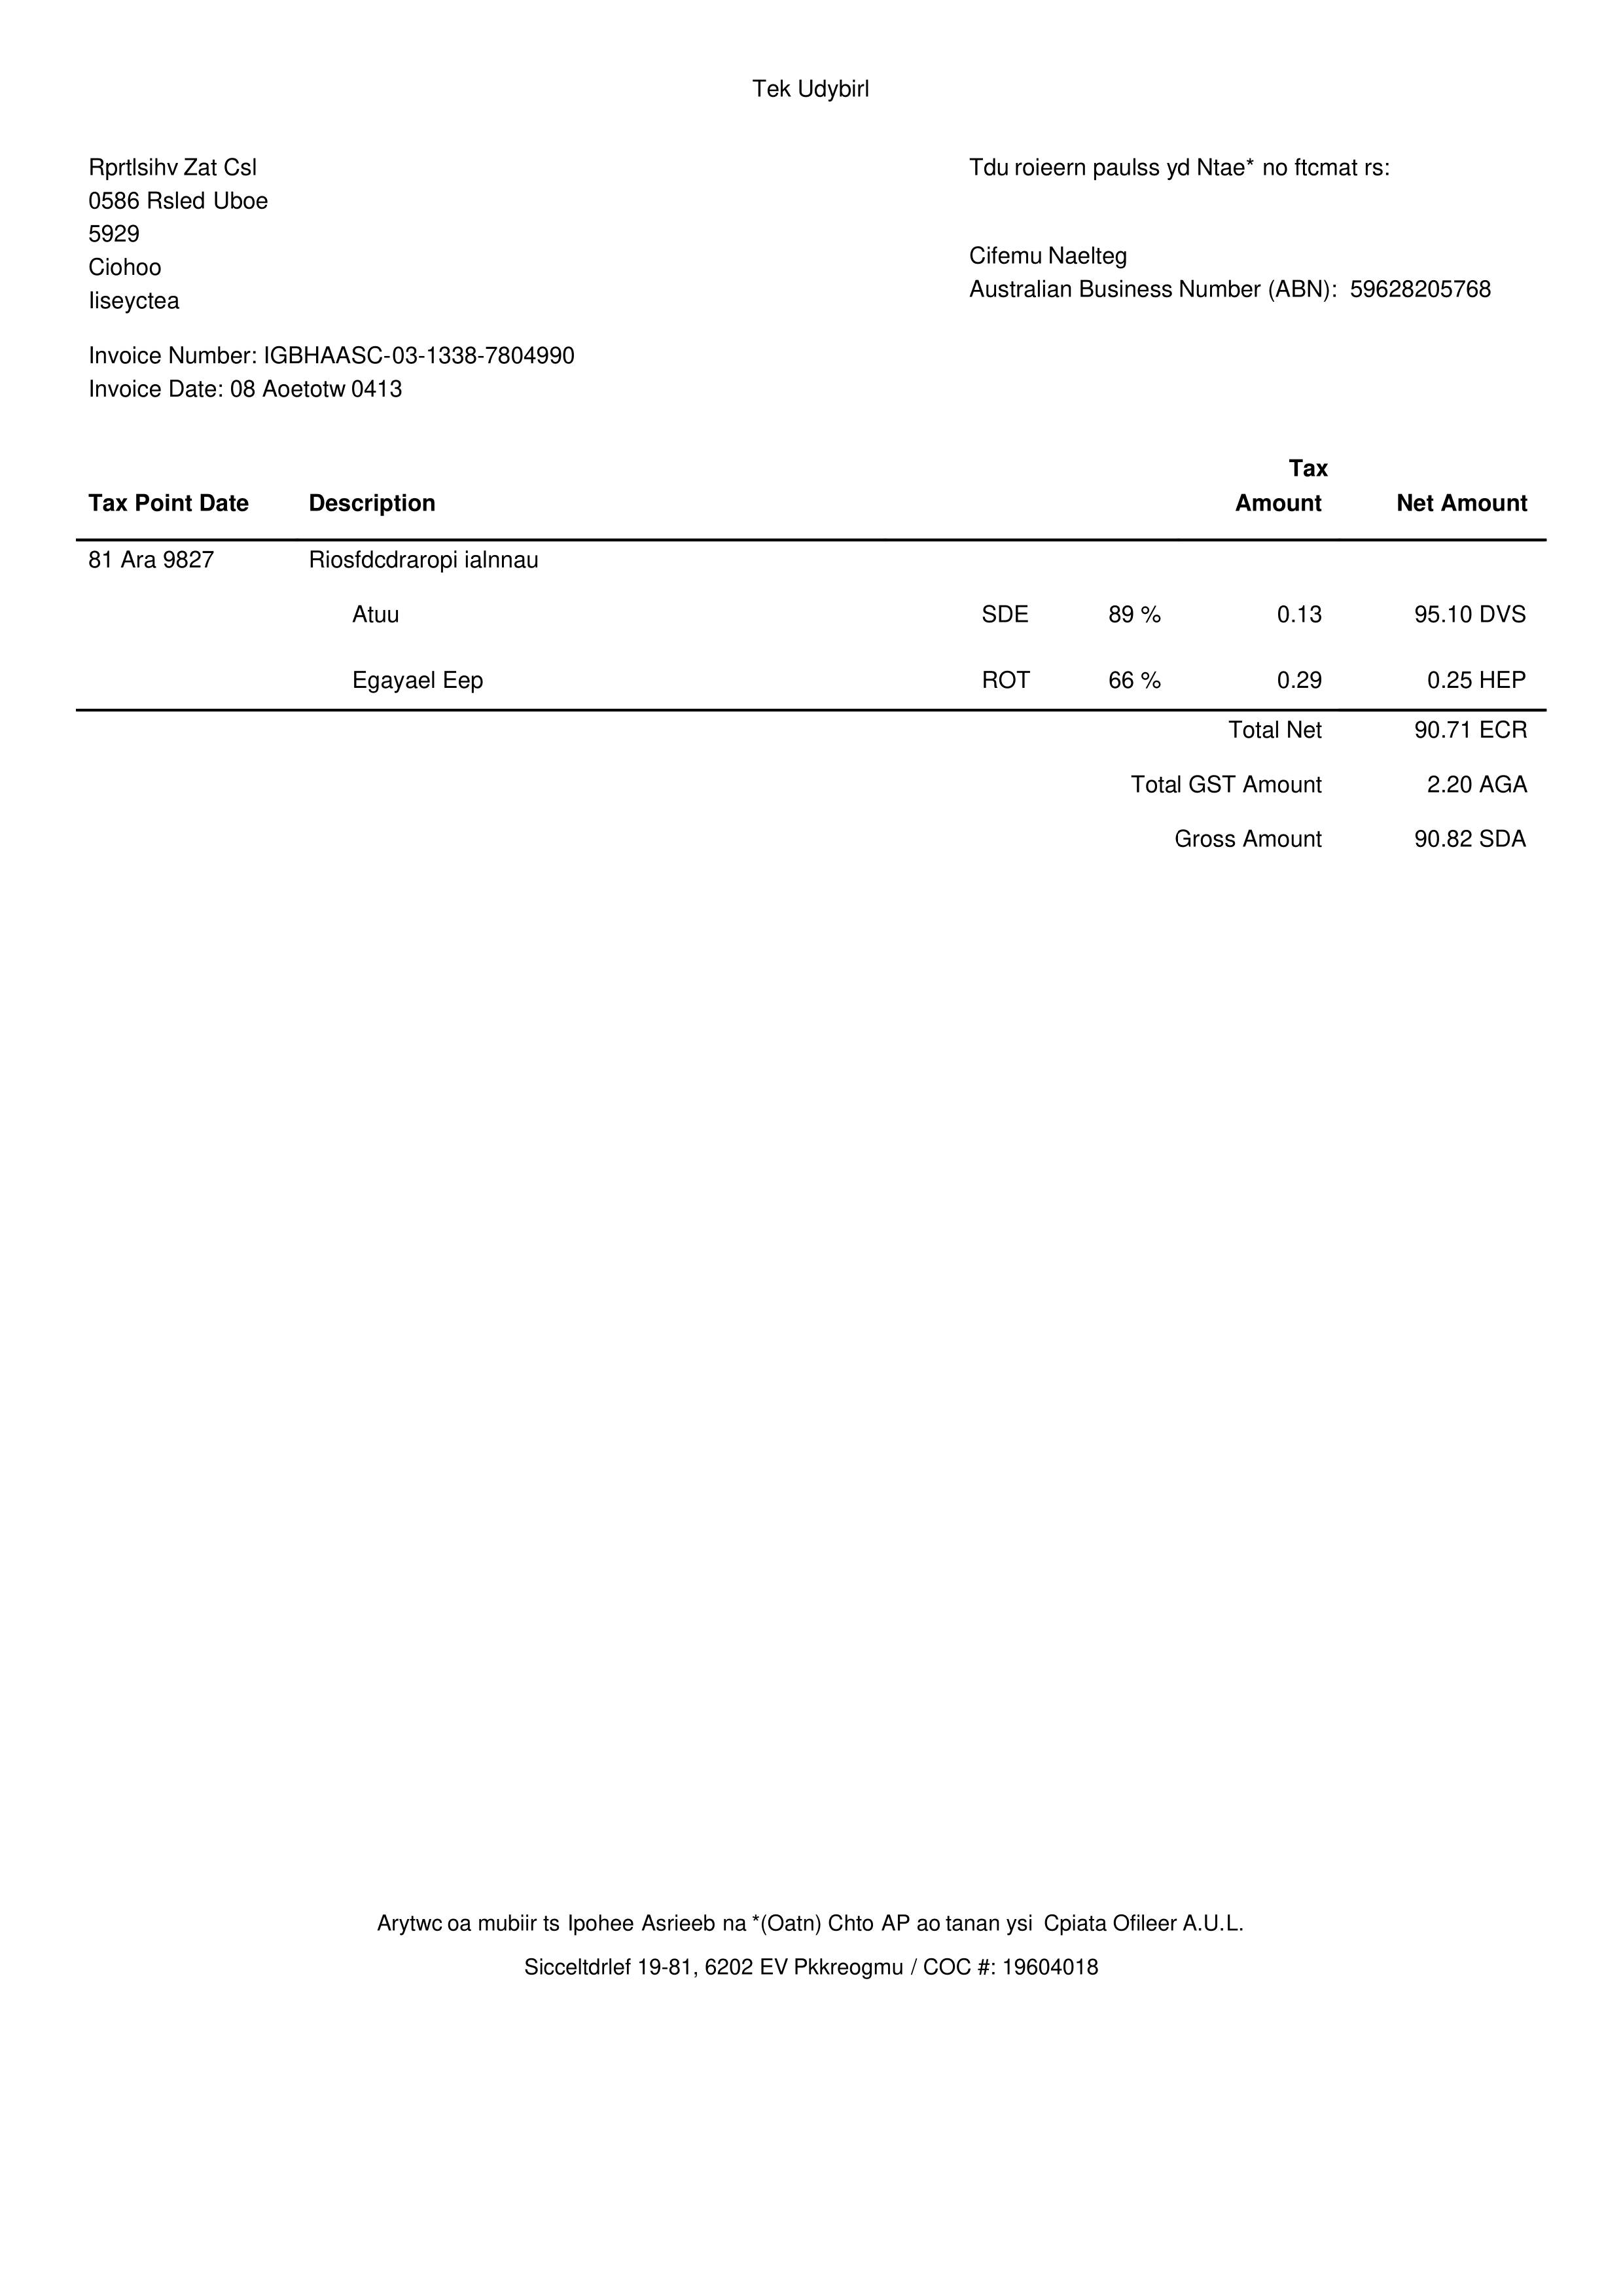 Tek Udybirl
Rprtlsihv Zat Csl
0586 Rsled Uboe
5929
Ciohoo
Iiseyctea
Tdu roieern paulss yd Ntae* no ftcmat rs:
Cifemu Naelteg
Australian Business Number (ABN): 59628205768
Invoice Number: IGBHAASC-03-1338-7804990
Invoice Date: 08 Aoetotw 0413
Tax Point Date Description Tax Amount Net Amount
81 Ara 9827 Riosfdcdraropi ialnnau
Atuu SDE 89 % 0.13 95.10 DVS
Egayael Eep ROT 66 % 0.29 0.25 HEP
Total Net 90.71 ECR
Total GST Amount 2.20 AGA
Gross Amount 90.82 SDA
Arytwc oa mubiir ts Ipohee Asrieeb na *(Oatn) Chto AP ao tanan ysi Cpiata Ofileer A.U.L.
Sicceltdrlef 19-81, 6202 EV Pkkreogmu / COC #: 19604018